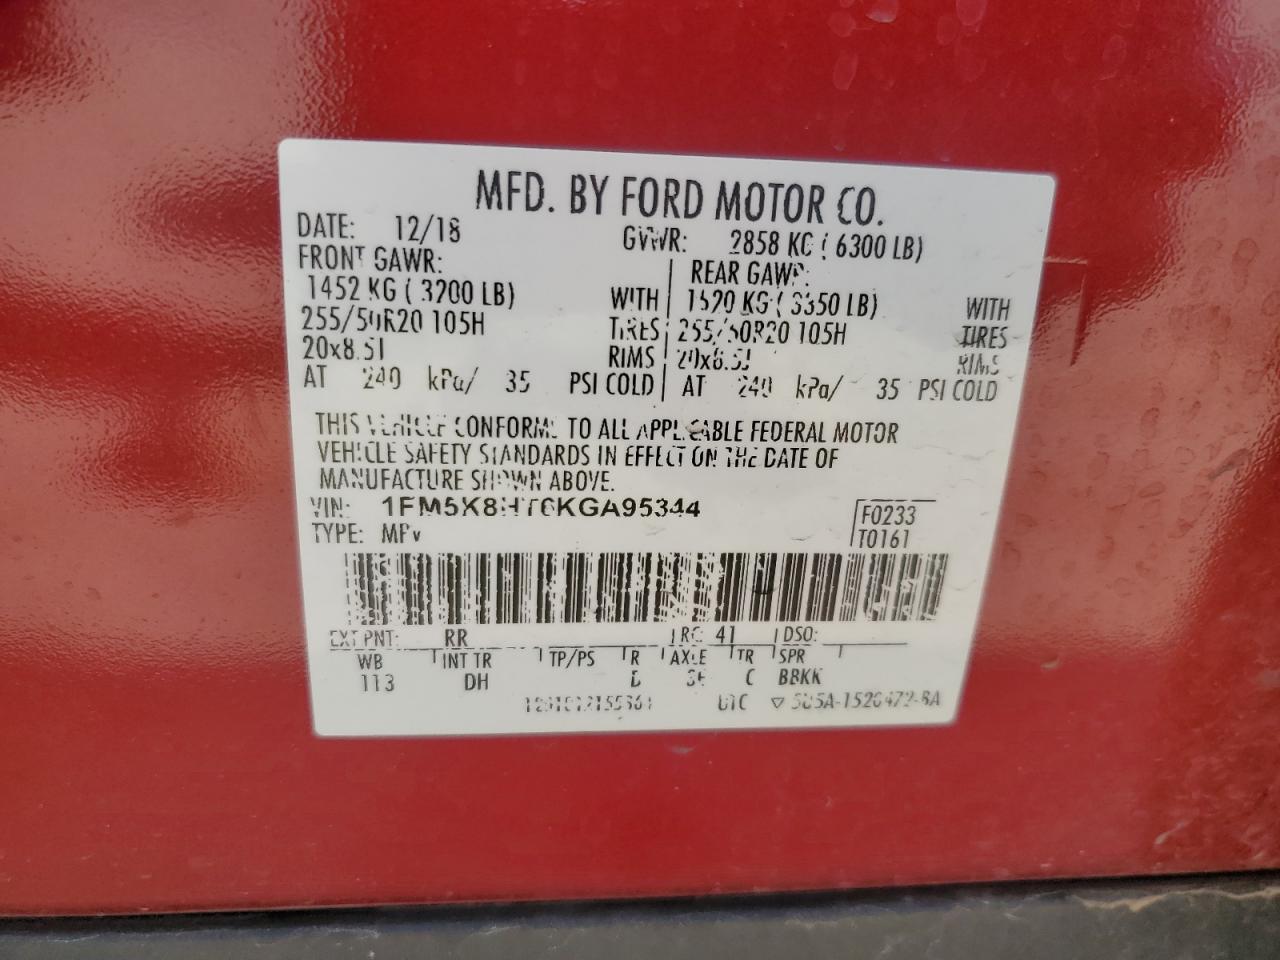 MFD. BY FORD MOTOR CO.
DATE: 12/18 GVWR: 2858 KG ( 6300 LB)
FRONT GAWR: REAR GAWR:
1452 KG ( 3200 LB) WITH 1520 KG ( 3350 LB) WITH
255/50R20 105H TIRES 255/50R20 105H TIRES
20x8.5J RIMS 20x8.5J RIMS
AT 240 kPa/ 35 PSI COLD AT 240 kPa/ 35 PSI COLD
THIS VEHICLE CONFORMS TO ALL APPLICABLE FEDERAL MOTOR
VEHICLE SAFETY STANDARDS IN EFFECT ON THE DATE OF
MANUFACTURE SHOWN ABOVE.
VIN: 1FM5K8HT6KGA95344 F0233
TYPE: MPV T0161
EXT PNT: RR RC: 41 DSO:
WB INT TR TP/PS R AXLE TR SPR
113 DH C BBKK
UTC